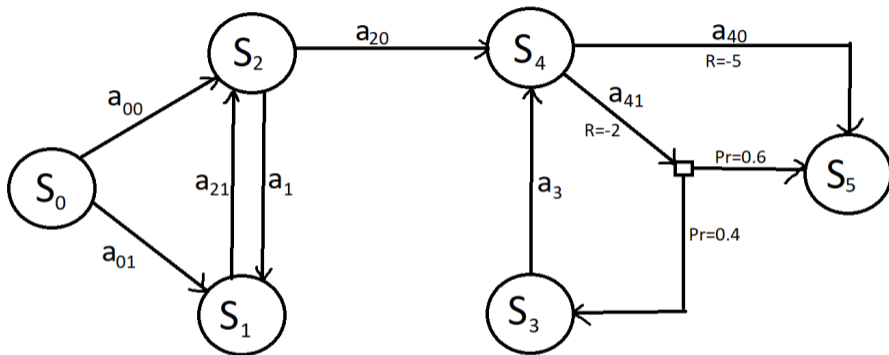 S₂
a₂₀
S₄
a₄₀
R=-5
a₀₀
a₄₁
R=-2
Pr=0.6
S₀
a₂₁
a₁
a₃
S₅
a₀₁
Pr=0.4
S₁
S₃